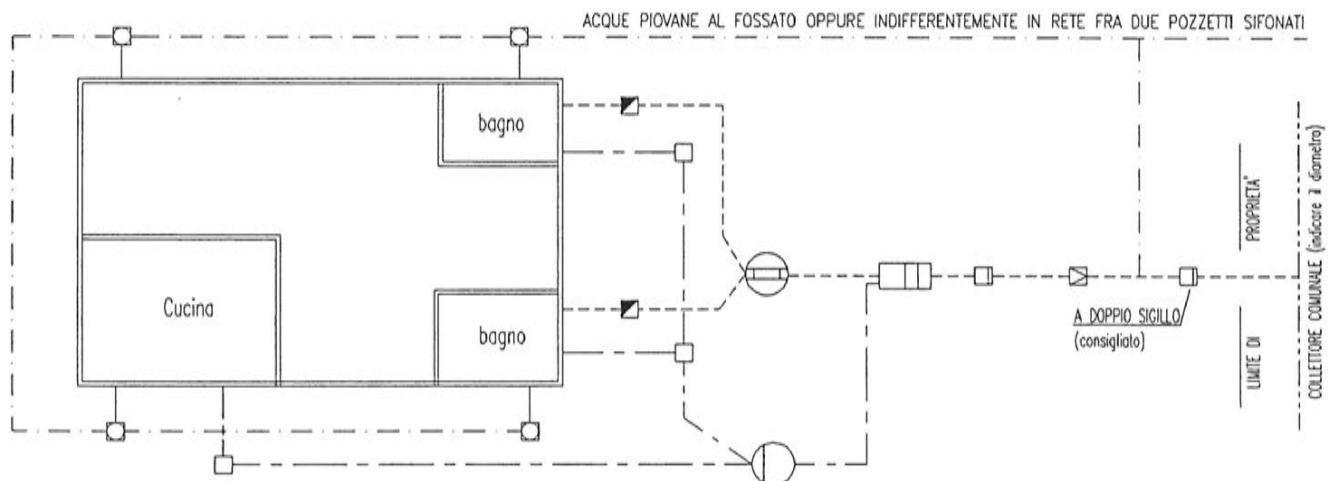 ACQUE PIOVANE AL FOSSATO OPPURE INDIFFERENTEMENTE IN RETE FRA DUE POZZETTI SIFONATI
bagno
Cucina
bagno
A DOPPIO SIGILLO
(consigliato)
LIMITE DI
PROPRIETA'
COLLETTORE COMUNALE (indicare il diametro)